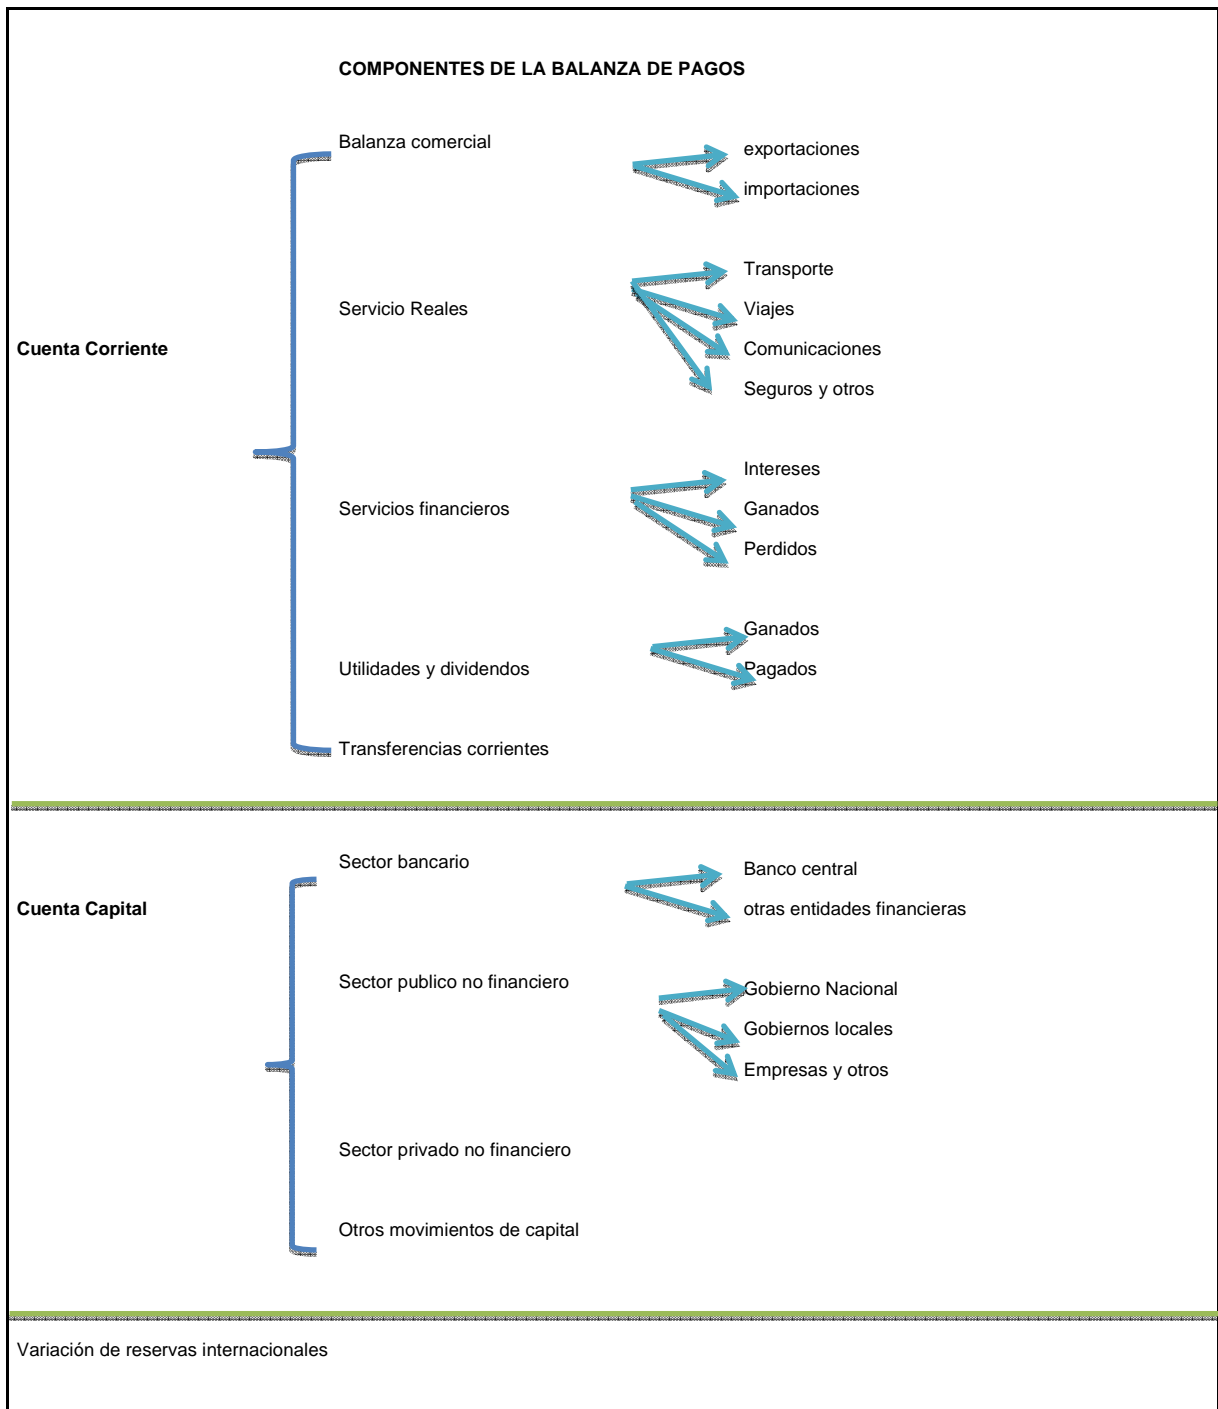 COMPONENTES DE LA BALANZA DE PAGOS
Balanza comercial
exportaciones
importaciones
Servicio Reales
Transporte
Viajes
Comunicaciones
Seguros y otros
Cuenta Corriente
Servicios financieros
Intereses
Ganados
Perdidos
Utilidades y dividendos
Ganados
Pagados
Transferencias corrientes
Sector bancario
Banco central
otras entidades financieras
Cuenta Capital
Sector publico no financiero
Gobierno Nacional
Gobiernos locales
Empresas y otros
Sector privado no financiero
Otros movimientos de capital
Variación de reservas internacionales